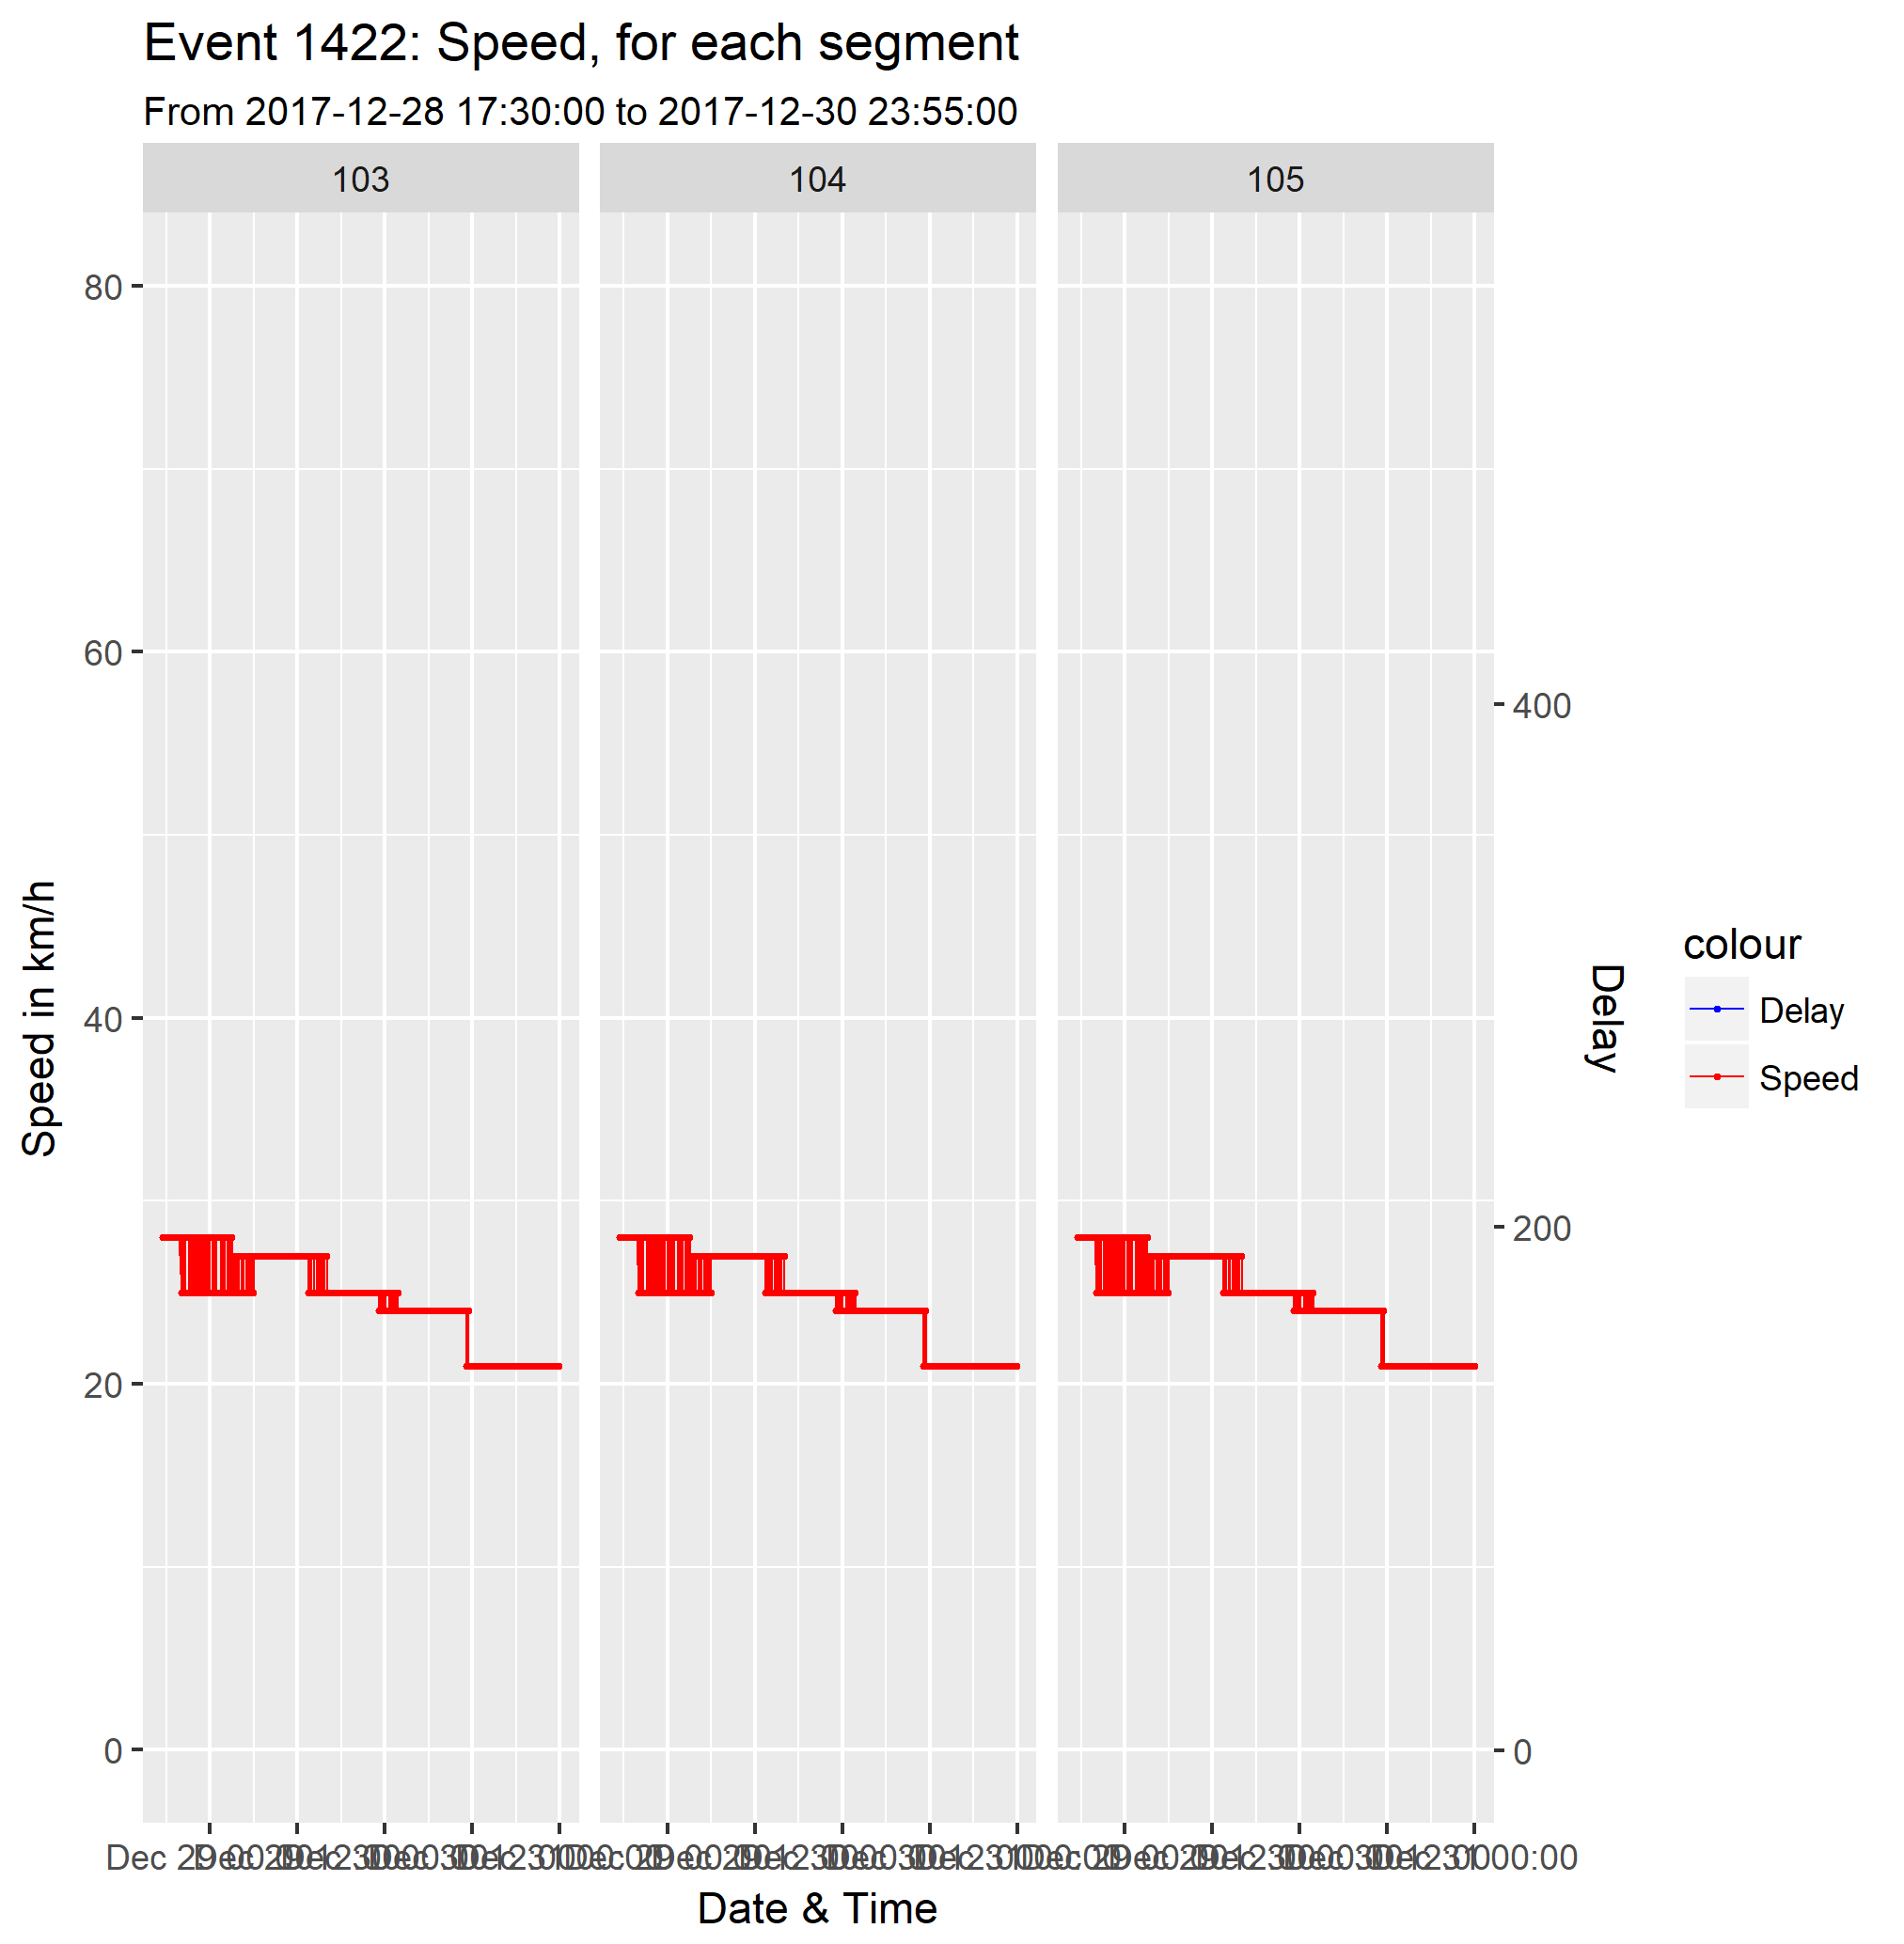 Event 1422: Speed, for each segment
From 2017-12-28 17:30:00 to 2017-12-30 23:55:00
103 104 105
80
60
40
20
0
Speed in km/h
400
200
0
Delay
colour
Delay
Speed
Date & Time